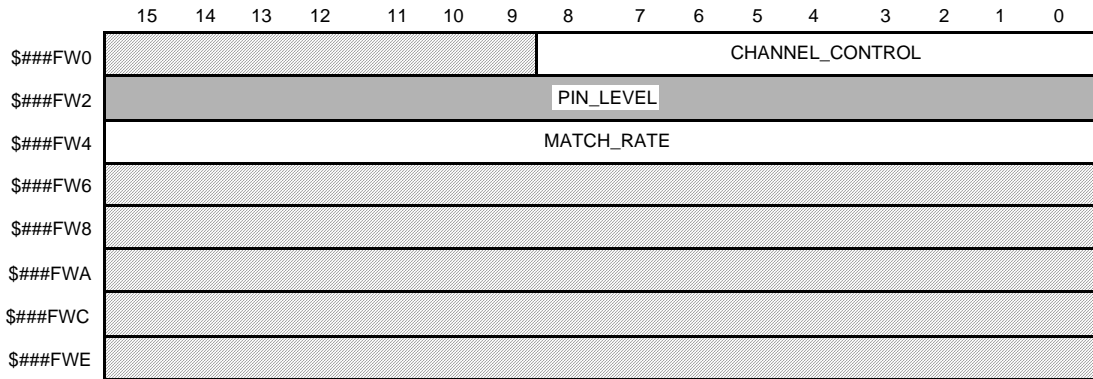 15 14 13 12 11 10 9 8 7 6 5 4 3 2 1 0
$###FW0 CHANNEL_CONTROL
$###FW2 PIN_LEVEL
$###FW4 MATCH_RATE
$###FW6
$###FW8
$###FWA
$###FWC
$###FWE